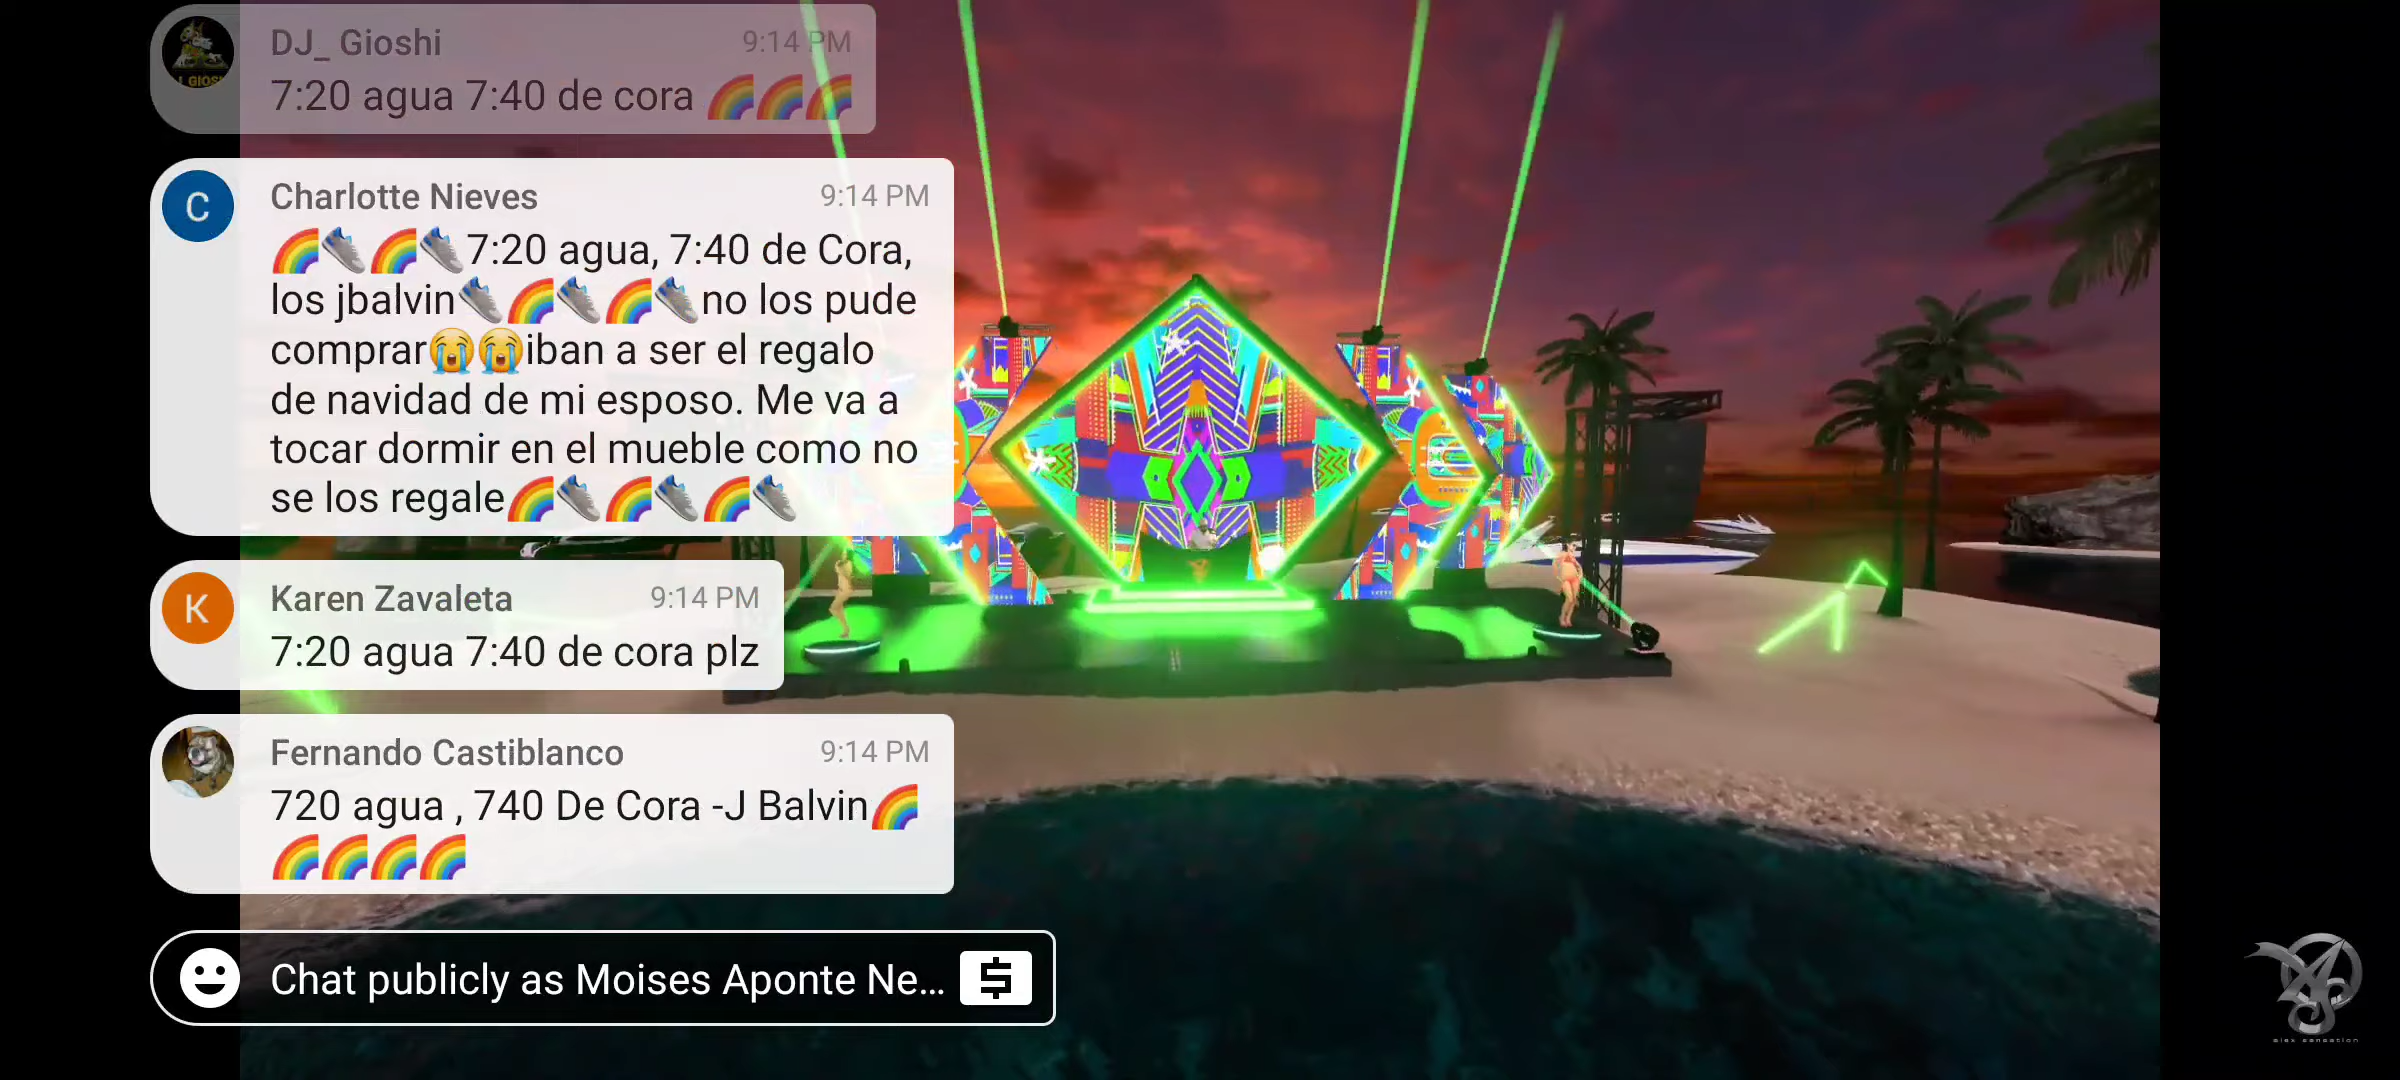 DJ_ Gioshi 9:14 PM
7:20 agua 7:40 de cora 🌈🌈🌈
C
Charlotte Nieves 9:14 PM
🌈👟🌈👟7:20 agua, 7:40 de Cora,
los jbalvin👟🌈👟🌈👟no los pude
comprar😭😭iban a ser el regalo
de navidad de mi esposo. Me va a
tocar dormir en el mueble como no
se los regale🌈👟🌈👟🌈👟
K
Karen Zavaleta 9:14 PM
7:20 agua 7:40 de cora plz
Fernando Castiblanco 9:14 PM
720 agua , 740 De Cora -J Balvin🌈
🌈🌈🌈🌈
Chat publicly as Moises Aponte Ne... $
alex sensation